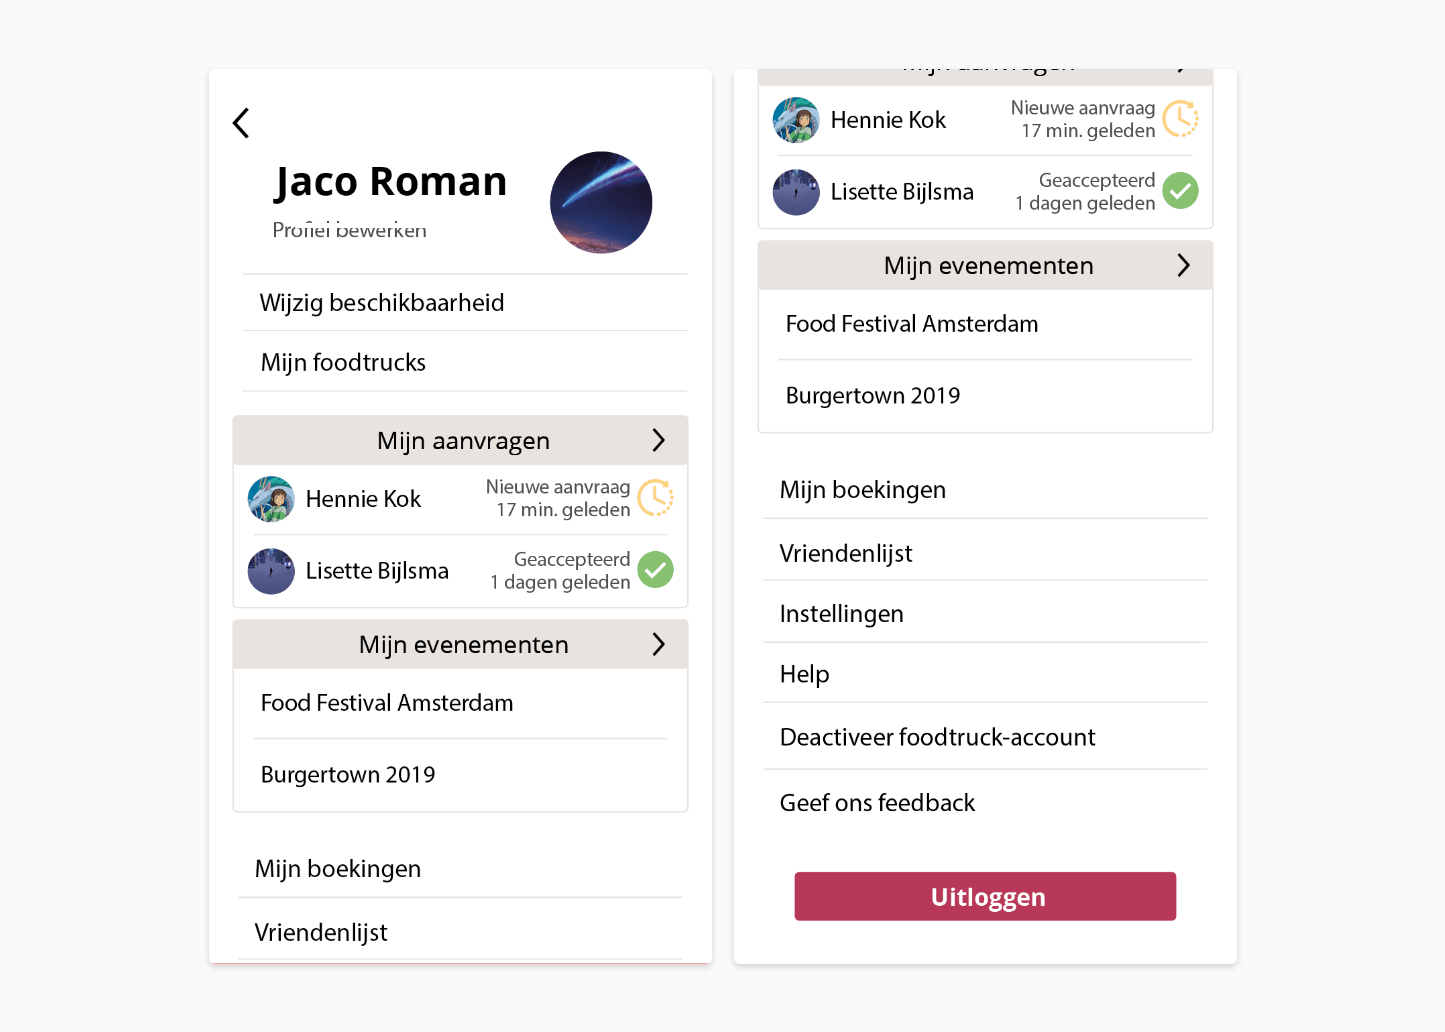 Jaco Roman
Profiel bewerken
Wijzig beschikbaarheid
Mijn foodtrucks
Mijn aanvragen
Hennie Kok
Nieuwe aanvraag
17 min. geleden
Lisette Bijlsma
Geaccepteerd
1 dagen geleden
Mijn evenementen
Food Festival Amsterdam
Burgertown 2019
Mijn boekingen
Vriendenlijst
Mijn aanvragen
Hennie Kok
Nieuwe aanvraag
17 min. geleden
Lisette Bijlsma
Geaccepteerd
1 dagen geleden
Mijn evenementen
Food Festival Amsterdam
Burgertown 2019
Mijn boekingen
Vriendenlijst
Instellingen
Help
Deactiveer foodtruck-account
Geef ons feedback
Uitloggen